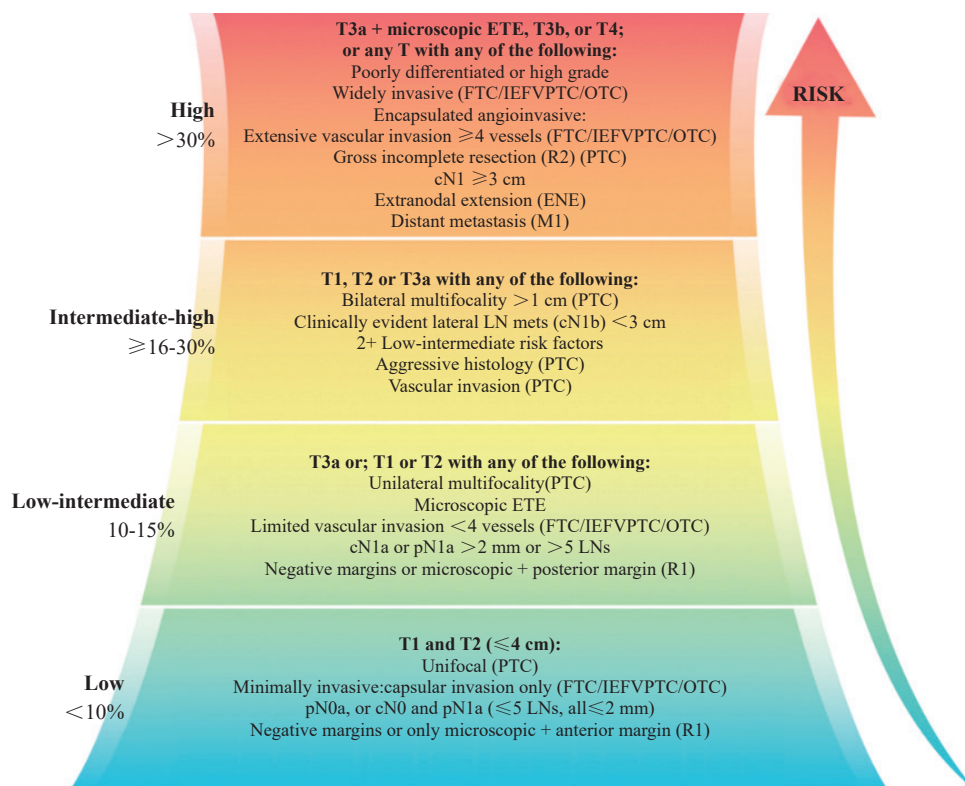 T3a + microscopic ETE, T3b, or T4;
or any T with any of the following:
Poorly differentiated or high grade
Widely invasive (FTC/IEFVPTC/OTC)
Encapsulated angioinvasive:
Extensive vascular invasion ⩾4 vessels (FTC/IEFVPTC/OTC)
Gross incomplete resection (R2) (PTC)
cN1 ⩾3 cm
Extranodal extension (ENE)
Distant metastasis (M1)
High
>30%
RISK
T1, T2 or T3a with any of the following:
Bilateral multifocality >1 cm (PTC)
Clinically evident lateral LN mets (cN1b) <3 cm
2+ Low-intermediate risk factors
Aggressive histology (PTC)
Vascular invasion (PTC)
Intermediate-high
⩾16-30%
T3a or; T1 or T2 with any of the following:
Unilateral multifocality(PTC)
Microscopic ETE
Limited vascular invasion <4 vessels (FTC/IEFVPTC/OTC)
cN1a or pN1a >2 mm or >5 LNs
Negative margins or microscopic + posterior margin (R1)
Low-intermediate
10-15%
T1 and T2 (⩽4 cm):
Unifocal (PTC)
Minimally invasive:capsular invasion only (FTC/IEFVPTC/OTC)
pN0a, or cN0 and pN1a (⩽5 LNs, all⩽2 mm)
Negative margins or only microscopic + anterior margin (R1)
Low
<10%